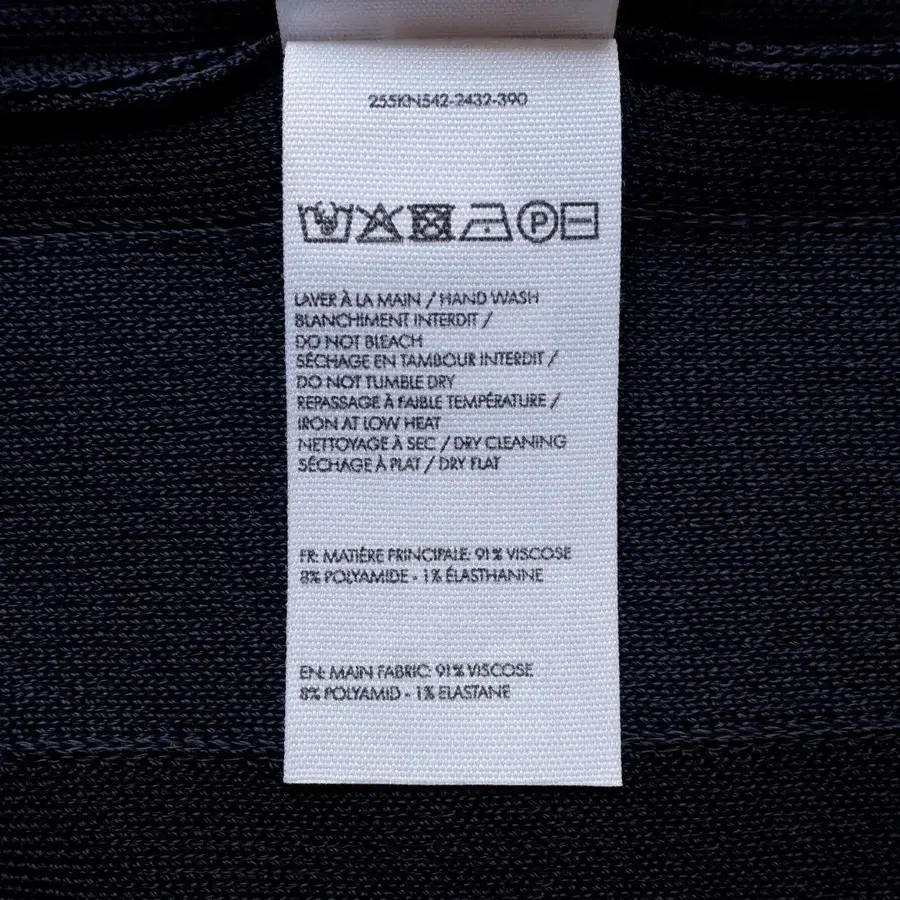 255KN542-2432-390
P
LAVER À LA MAIN / HAND WASH
BLANCHIMENT INTERDIT /
DO NOT BLEACH
SÉCHAGE EN TAMBOUR INTERDIT /
DO NOT TUMBLE DRY
REPASSAGE À FAIBLE TEMPÉRATURE /
IRON AT LOW HEAT
NETTOYAGE À SEC / DRY CLEANING
SÉCHAGE À PLAT / DRY FLAT
FR: MATIÈRE PRINCIPALE: 91% VISCOSE
8% POLYAMIDE - 1% ÉLASTHANNE
EN: MAIN FABRIC: 91% VISCOSE
8% POLYAMID - 1% ELASTANE